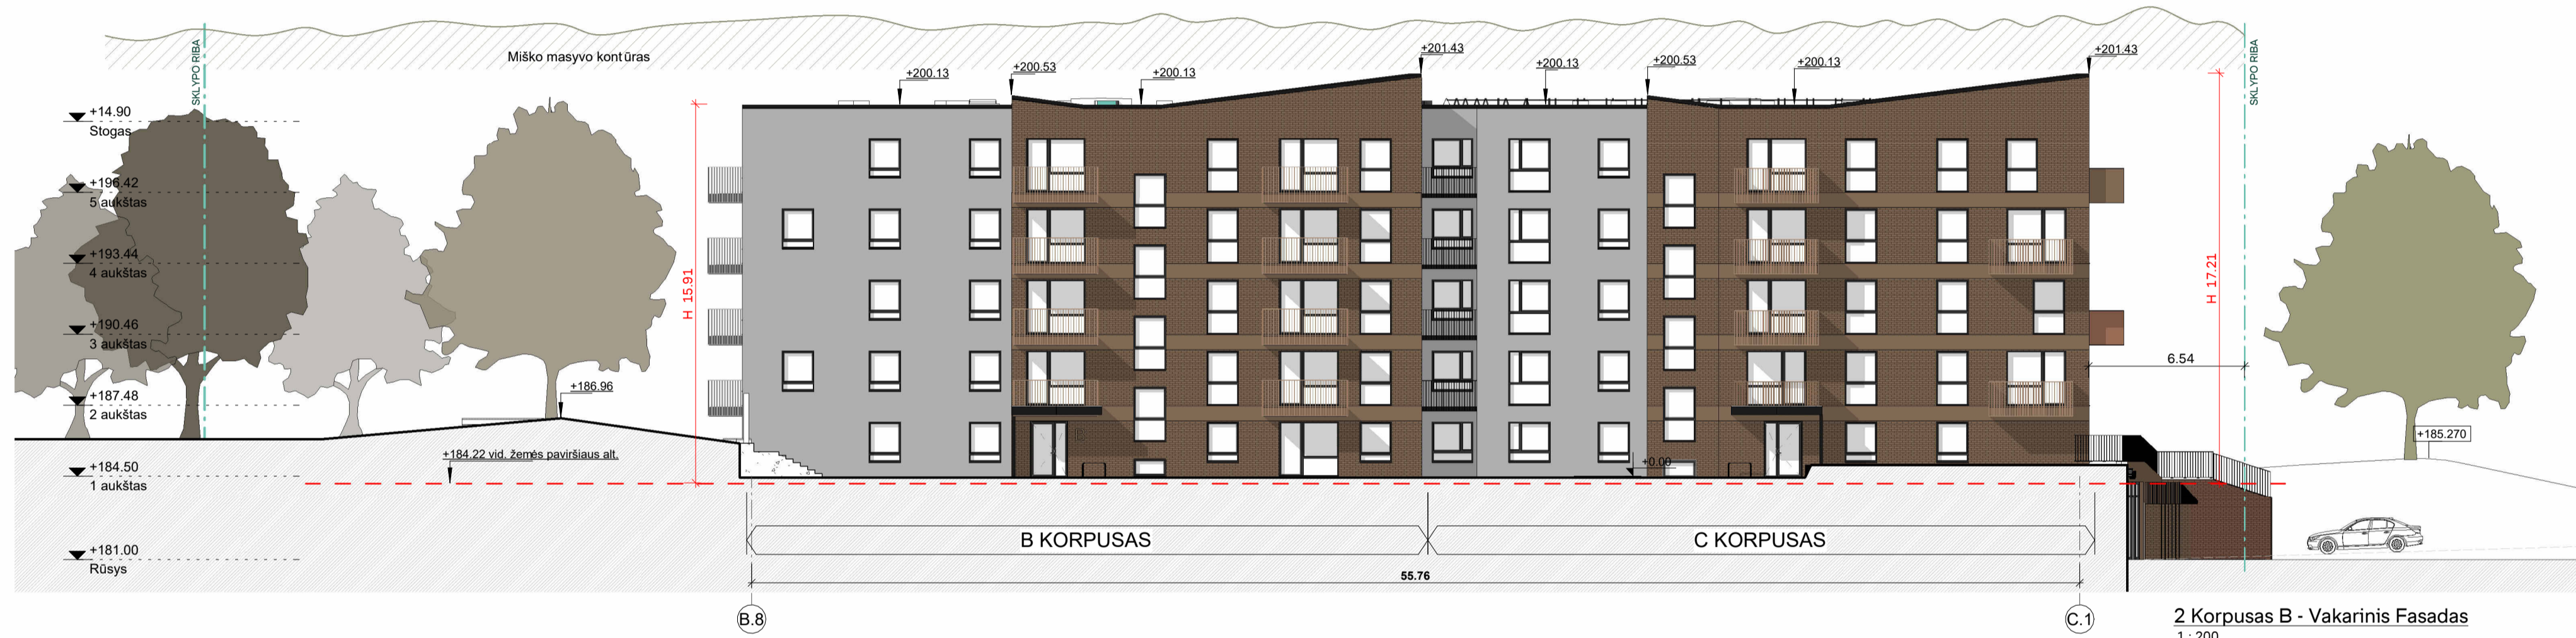 Miško masyvo kontūras
SKLYPO RIBA
SKLYPO RIBA
+200.13
+200.53
+200.13
+201.43
+200.13
+200.53
+200.13
+201.43
+14.90
Stogas
+196.42
5 aukštas
+193.44
4 aukštas
+190.46
3 aukštas
+187.48
2 aukštas
+184.50
1 aukštas
+181.00
Rūsys
+186.96
+184.22 vid. žemės paviršiaus alt.
H 15.91
H 17.21
6.54
+185.270
+0.00
B KORPUSAS
C KORPUSAS
55.76
B.8
C.1
2 Korpusas B - Vakarinis Fasadas
1 : 200